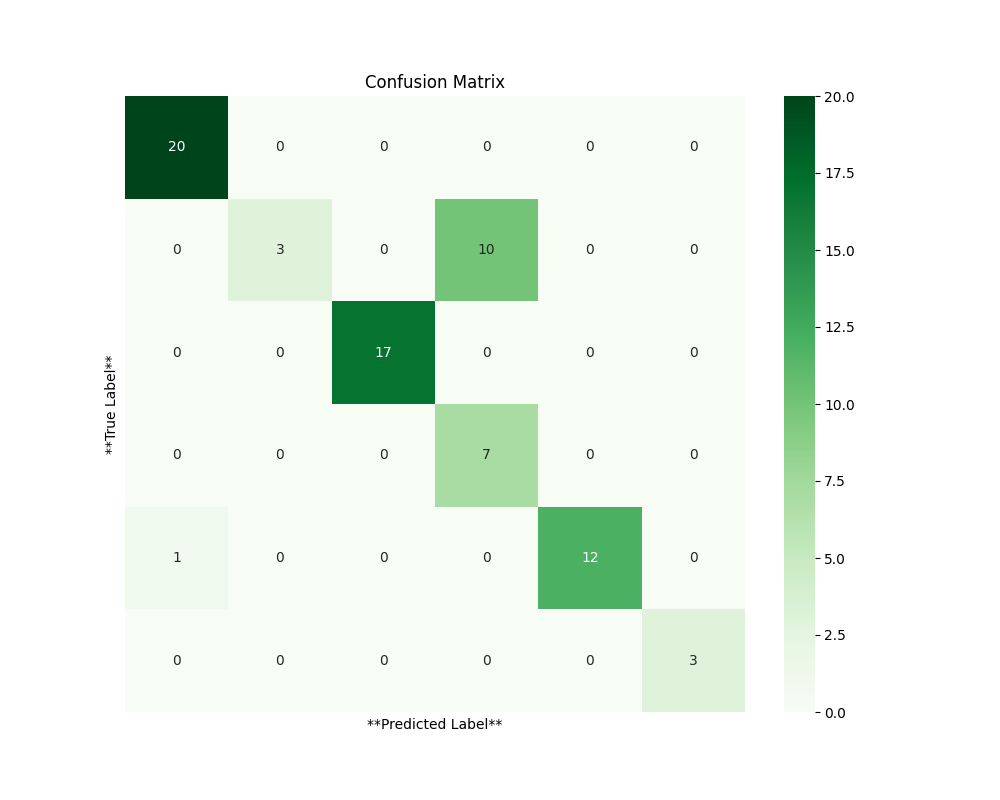 Confusion Matrix
20 0 0 0 0 0
0 3 0 10 0 0
0 0 17 0 0 0
0 0 0 7 0 0
1 0 0 0 12 0
0 0 0 0 0 3
**True Label**
**Predicted Label**
20.0
17.5
15.0
12.5
10.0
7.5
5.0
2.5
0.0